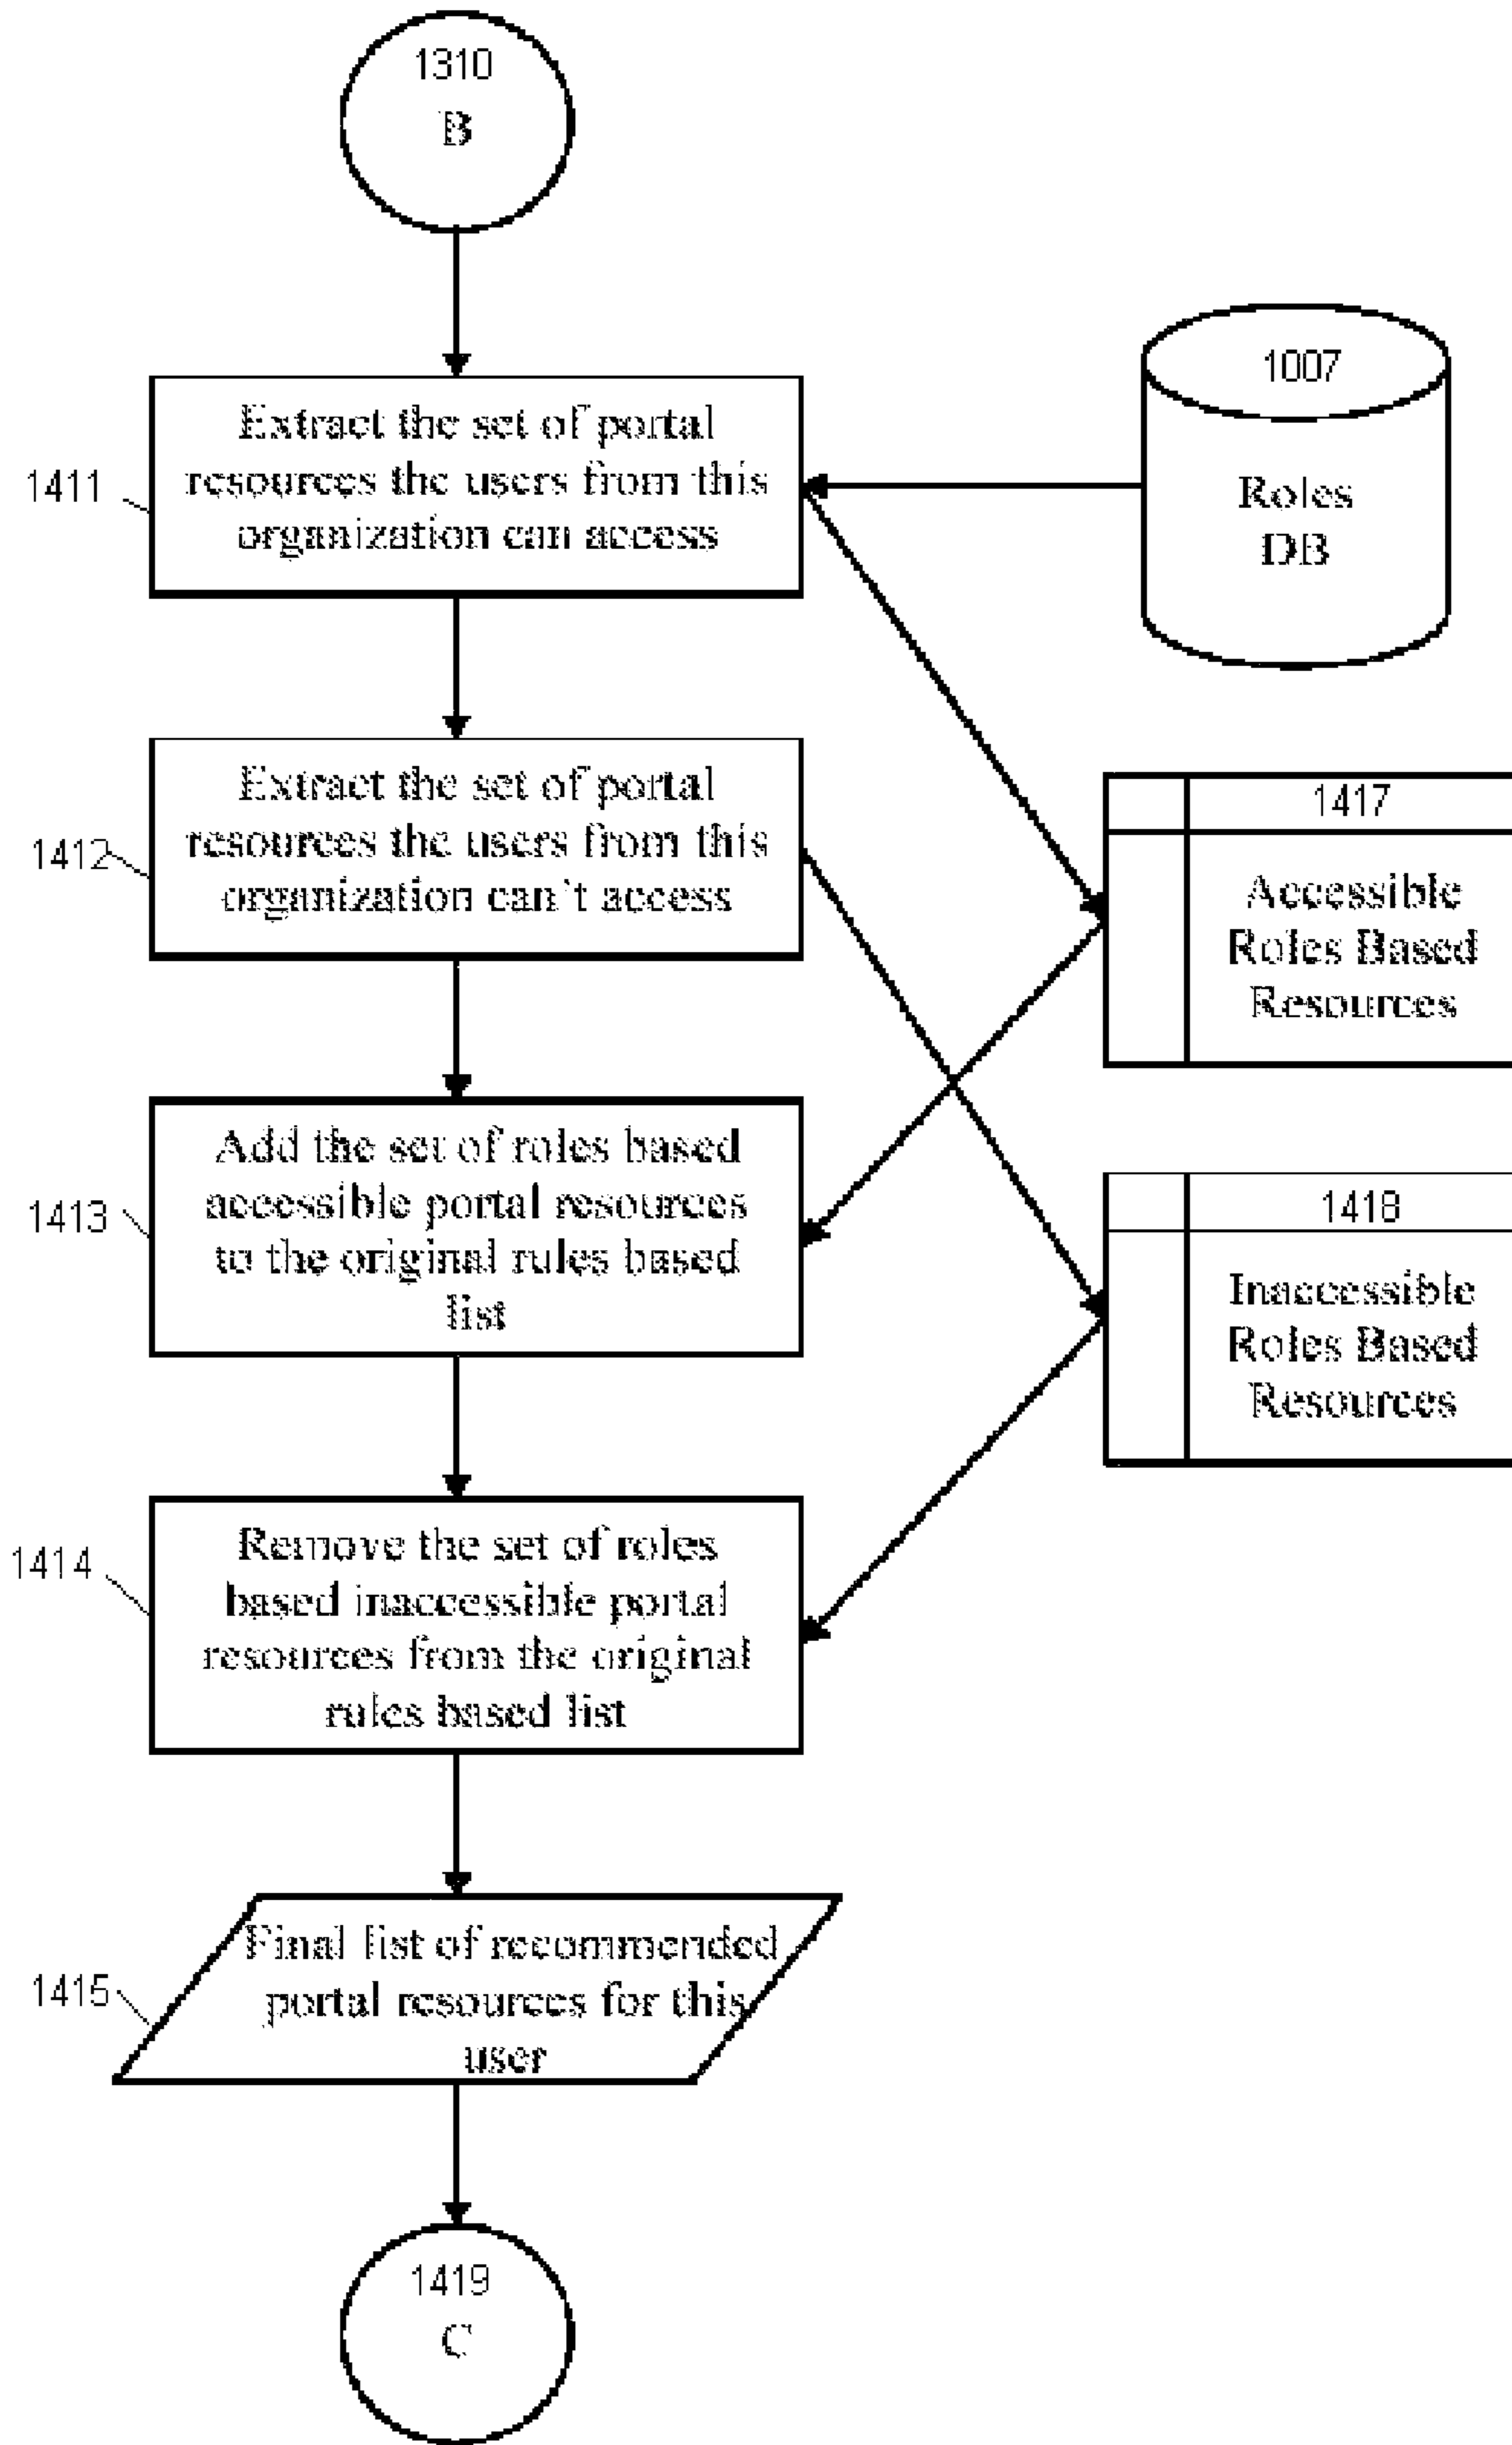 1310
B
1007
Roles
DB
1411
Extract the set of portal
resources the users from this
organization can access
1412
Extract the set of portal
resources the users from this
organization can't access
1417
Accessible
Roles Based
Resources
1413
Add the set of roles based
accessible portal resources
to the original rules based
list
1418
Inaccessible
Roles Based
Resources
1414
Remove the set of roles
based inaccessible portal
resources from the original
rules based list
1415
Final list of recommended
portal resources for this
user
1419
C